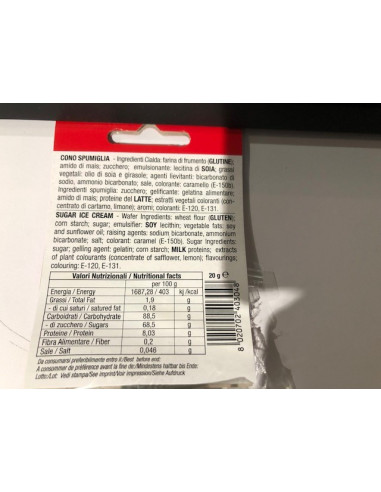 CONO SPUMIGLIA - Ingredienti Cialda: farina di frumento (GLUTINE);
amido di mais; zucchero; emulsionante: lecitina di SOIA; grassi
vegetali: olio di soia e girasole; agenti lievitanti: bicarbonato di
sodio, ammonio bicarbonato; sale, colorante: caramello (E-150b).
Ingredienti spumiglia: zucchero; gelificante: gelatina alimentare;
amido di mais; proteine del LATTE; estratti vegetali coloranti (con-
centrato di cartamo, limone); aromi; coloranti: E-120, E-131.
SUGAR ICE CREAM - Wafer Ingredients: wheat flour (GLUTEN);
corn starch; sugar; emulsifier: SOY lecithin; vegetable fats: soy
and sunflower oil; raising agents: sodium bicarbonate, ammonium
bicarbonate; salt; colorant: caramel (E-150b). Sugar Ingredients:
sugar; gelling agent: gelatin; corn starch; MILK proteins; extracts
of plant colourants (concentrate of safflower, lemon); flavourings;
colouring: E-120, E-131.
Valori Nutrizionali / Nutritional facts
per 100 g
Energia / Energy 1687,28 / 403 kj /kcal
Grassi / Total Fat 1,9 g
- di cui saturi / satured fat 0,18 g
Carboidrati / Carbohydrate 88,5 g
- di zucchero / Sugars 68,5 g
Proteine / Protein 8,03 g
Fibra Alimentare / Fiber 0,2 g
Sale / Salt 0,046 g
20 g e
8 020702 403048
Da consumarsi preferibilmente entro il:/Best before end:
A consommer de préférence avant la fin de:/Mindestens haltbar bis Ende:
Lotto:/Lot: Vedi stampa/See imprint/Voir impression/Siehe Aufdruck